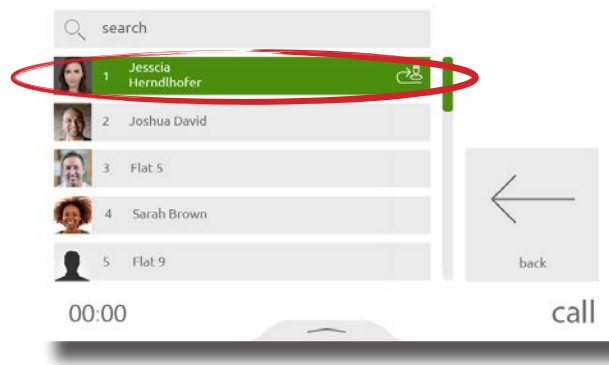 search
1 Jesscia
Herndlhofer
2 Joshua David
3 Flat 5
4 Sarah Brown
5 Flat 9
back
00:00
call